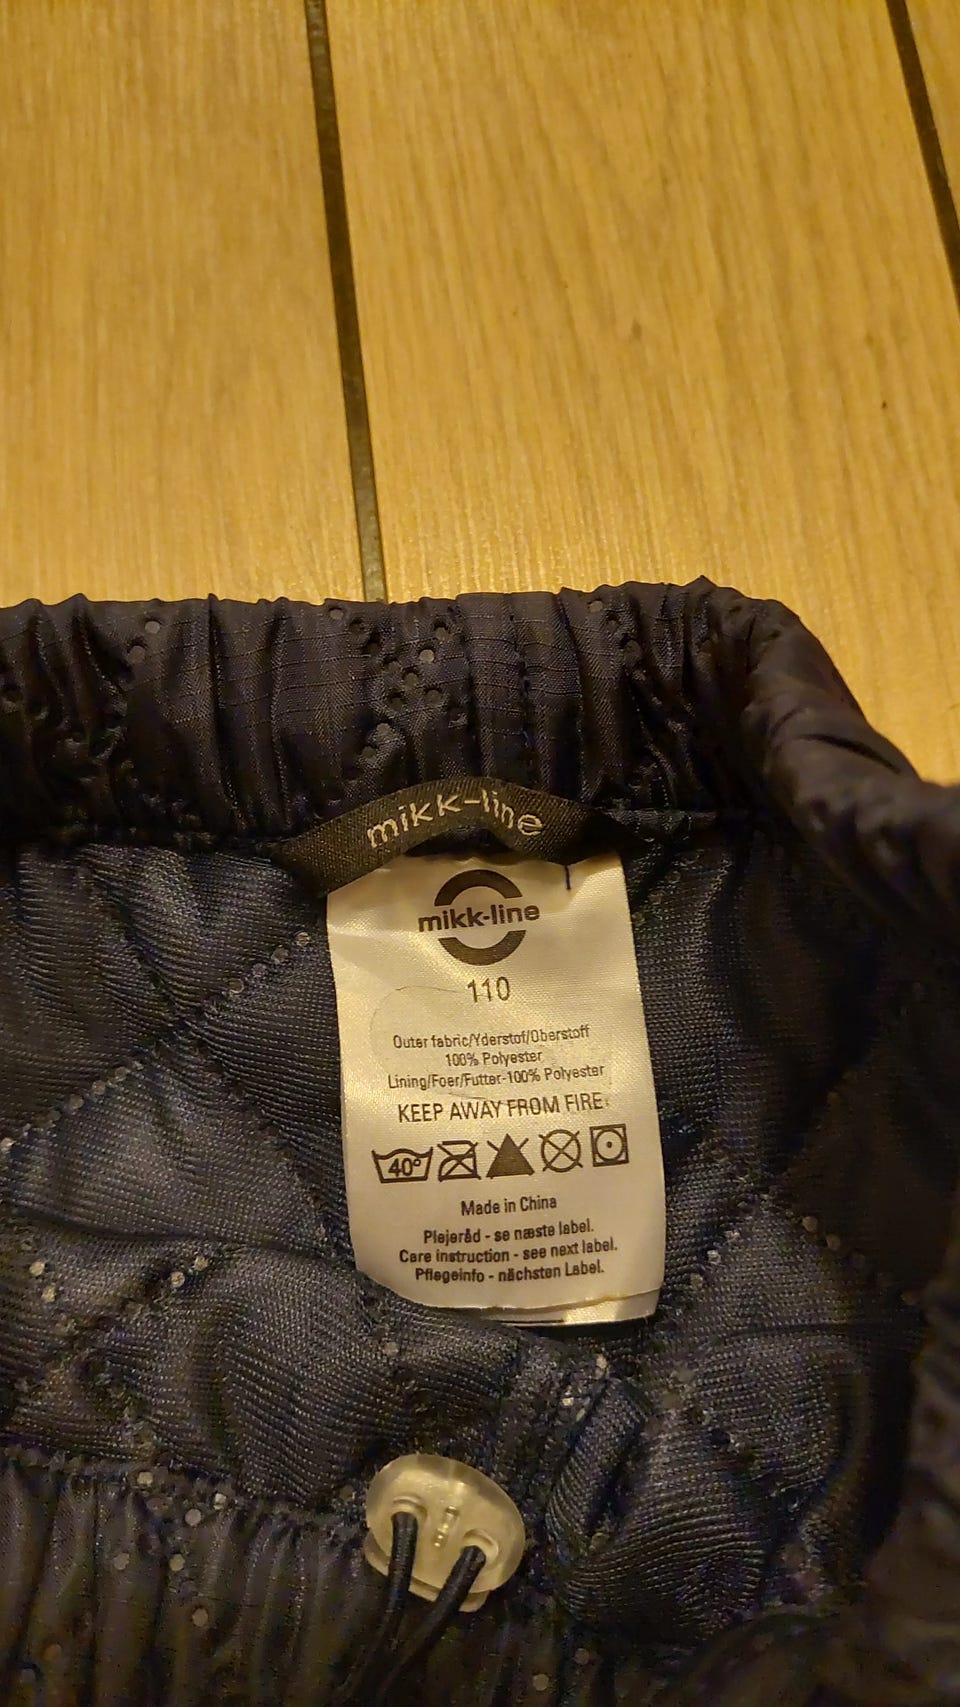 mikk-line
mikk-line
110
Outer fabric/Yderstof/Oberstoff
100% Polyester
Lining/Foer/Futter-100% Polyester
KEEP AWAY FROM FIRE
40°
Made in China
Plejeråd - se næste label.
Care instruction - see next label.
Pflegeinfo - nächsten Label.